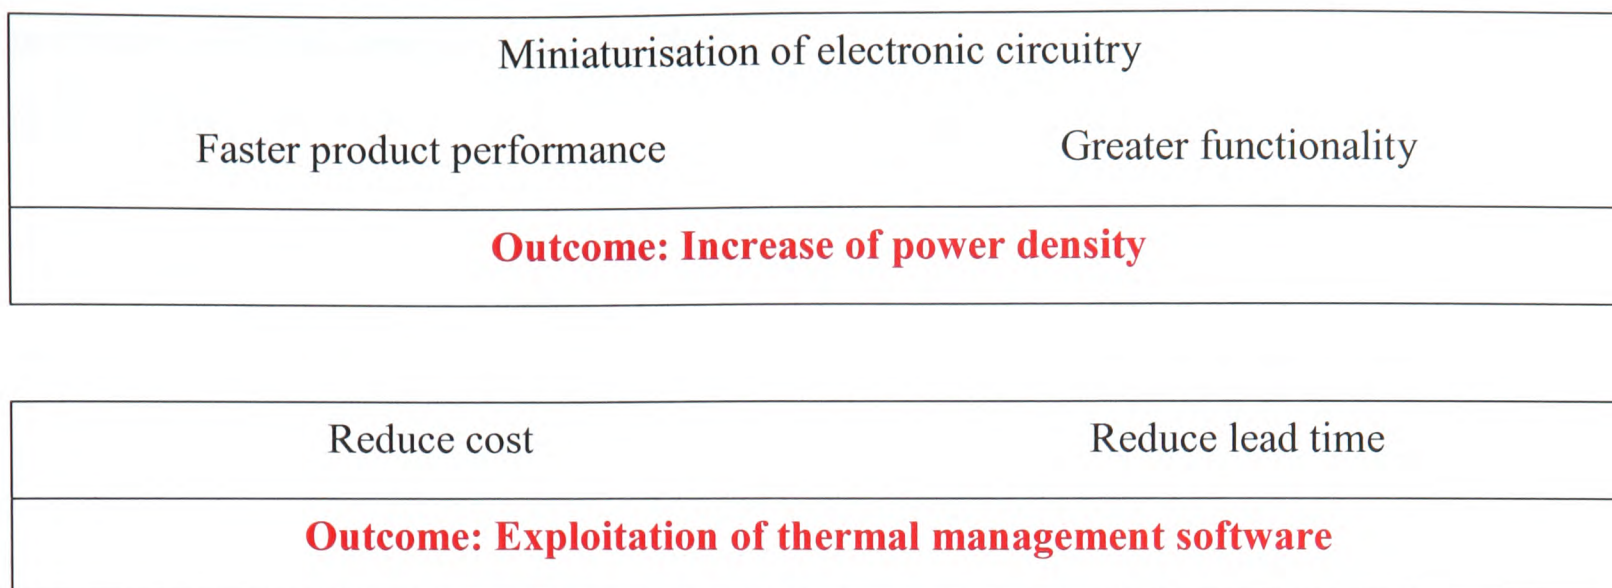 Miniaturisation of electronic circuitry
Faster product performance Greater functionality
Outcome: Increase of power density
Reduce cost Reduce lead time
Outcome: Exploitation of thermal management software